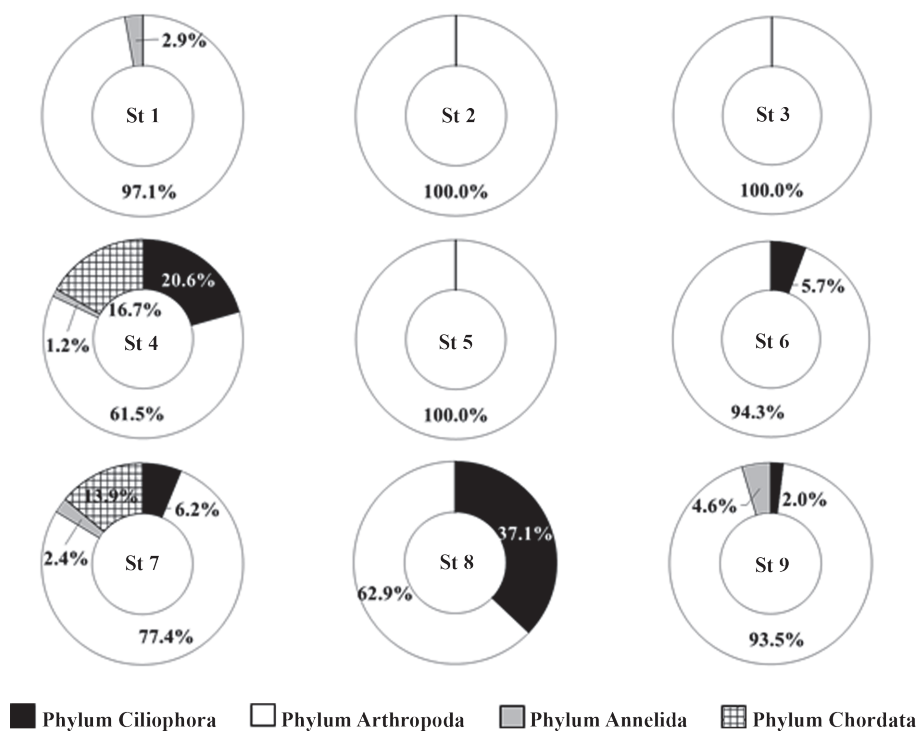 2.9%
St 1
97.1%
St 2
100.0%
St 3
100.0%
20.6%
16.7%
1.2%
St 4
61.5%
St 5
100.0%
5.7%
St 6
94.3%
13.9%
6.2%
2.4%
St 7
77.4%
37.1%
St 8
62.9%
4.6%
2.0%
St 9
93.5%
Phylum Ciliophora Phylum Arthropoda Phylum Annelida Phylum Chordata